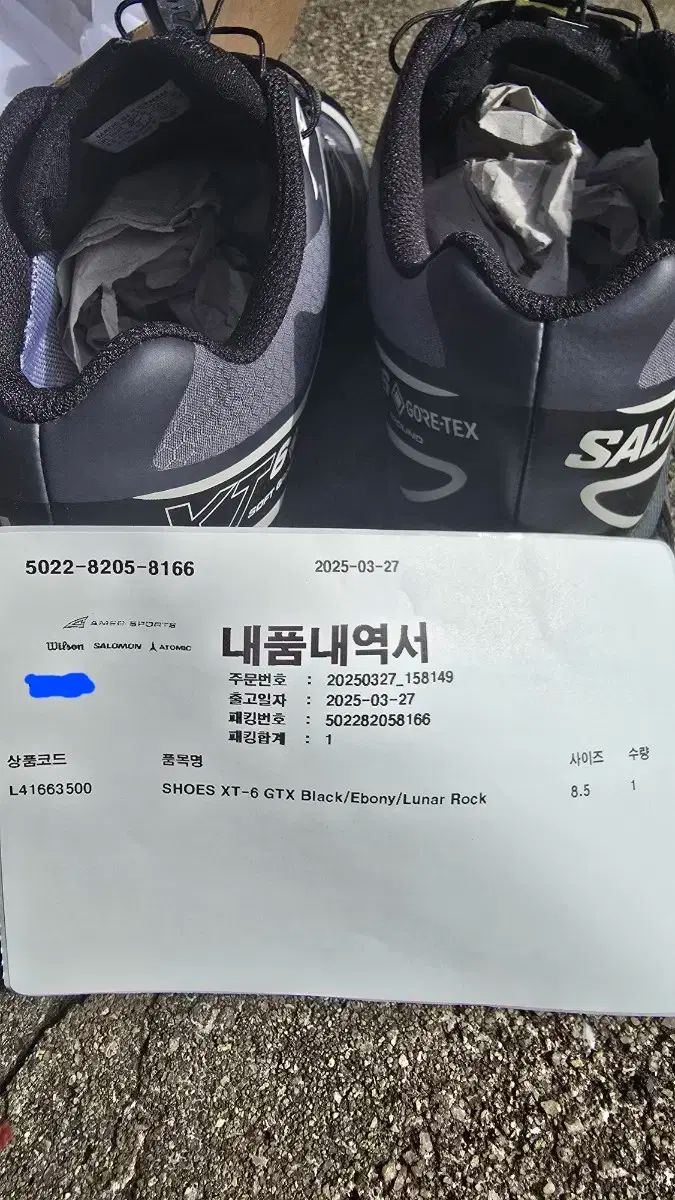 GORE-TEX
XT6
SOFT
SALO
5022-8205-8166
2025-03-27
AMER SPORTS
Wilson SALOMON ATOMIC
내품내역서
주문번호 : 20250327_158149
출고일자 : 2025-03-27
패킹번호 : 502282058166
패킹합계 : 1
상품코드 품목명 사이즈 수량
L41663500 SHOES XT-6 GTX Black/Ebony/Lunar Rock 8.5 1